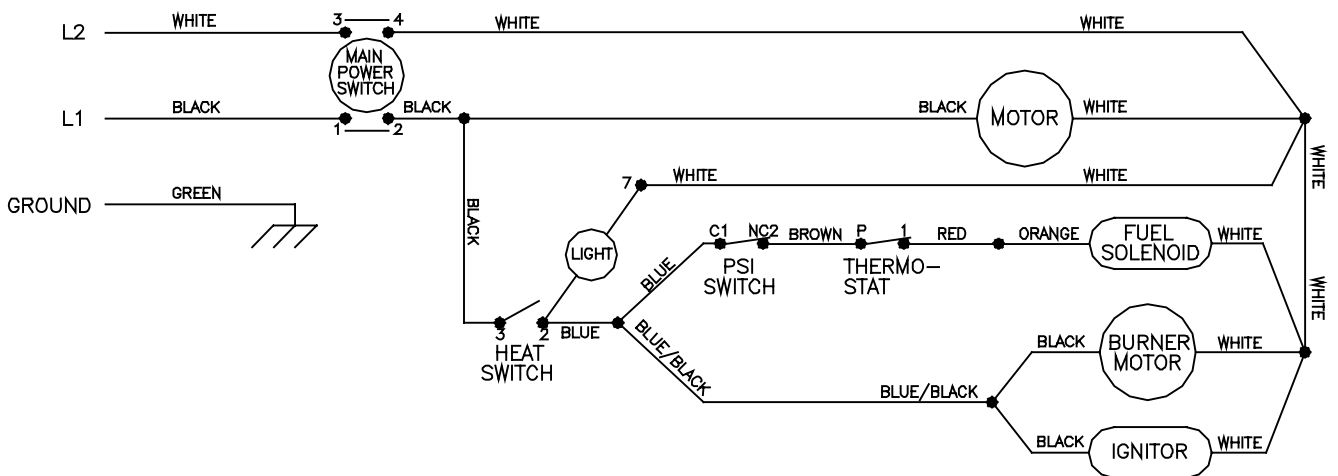 L2
WHITE
3
4
WHITE
WHITE
MAIN
POWER
SWITCH
L1
BLACK
1
2
BLACK
BLACK
MOTOR
WHITE
WHITE
GROUND
GREEN
BLACK
7
WHITE
WHITE
LIGHT
C1
NC2
BROWN
P
1
RED
ORANGE
FUEL
SOLENOID
WHITE
BLUE
PSI
SWITCH
THERMO-
STAT
3
2
BLUE
HEAT
SWITCH
BLUE/BLACK
WHITE
BLACK
BURNER
MOTOR
WHITE
BLUE/BLACK
BLACK
IGNITOR
WHITE